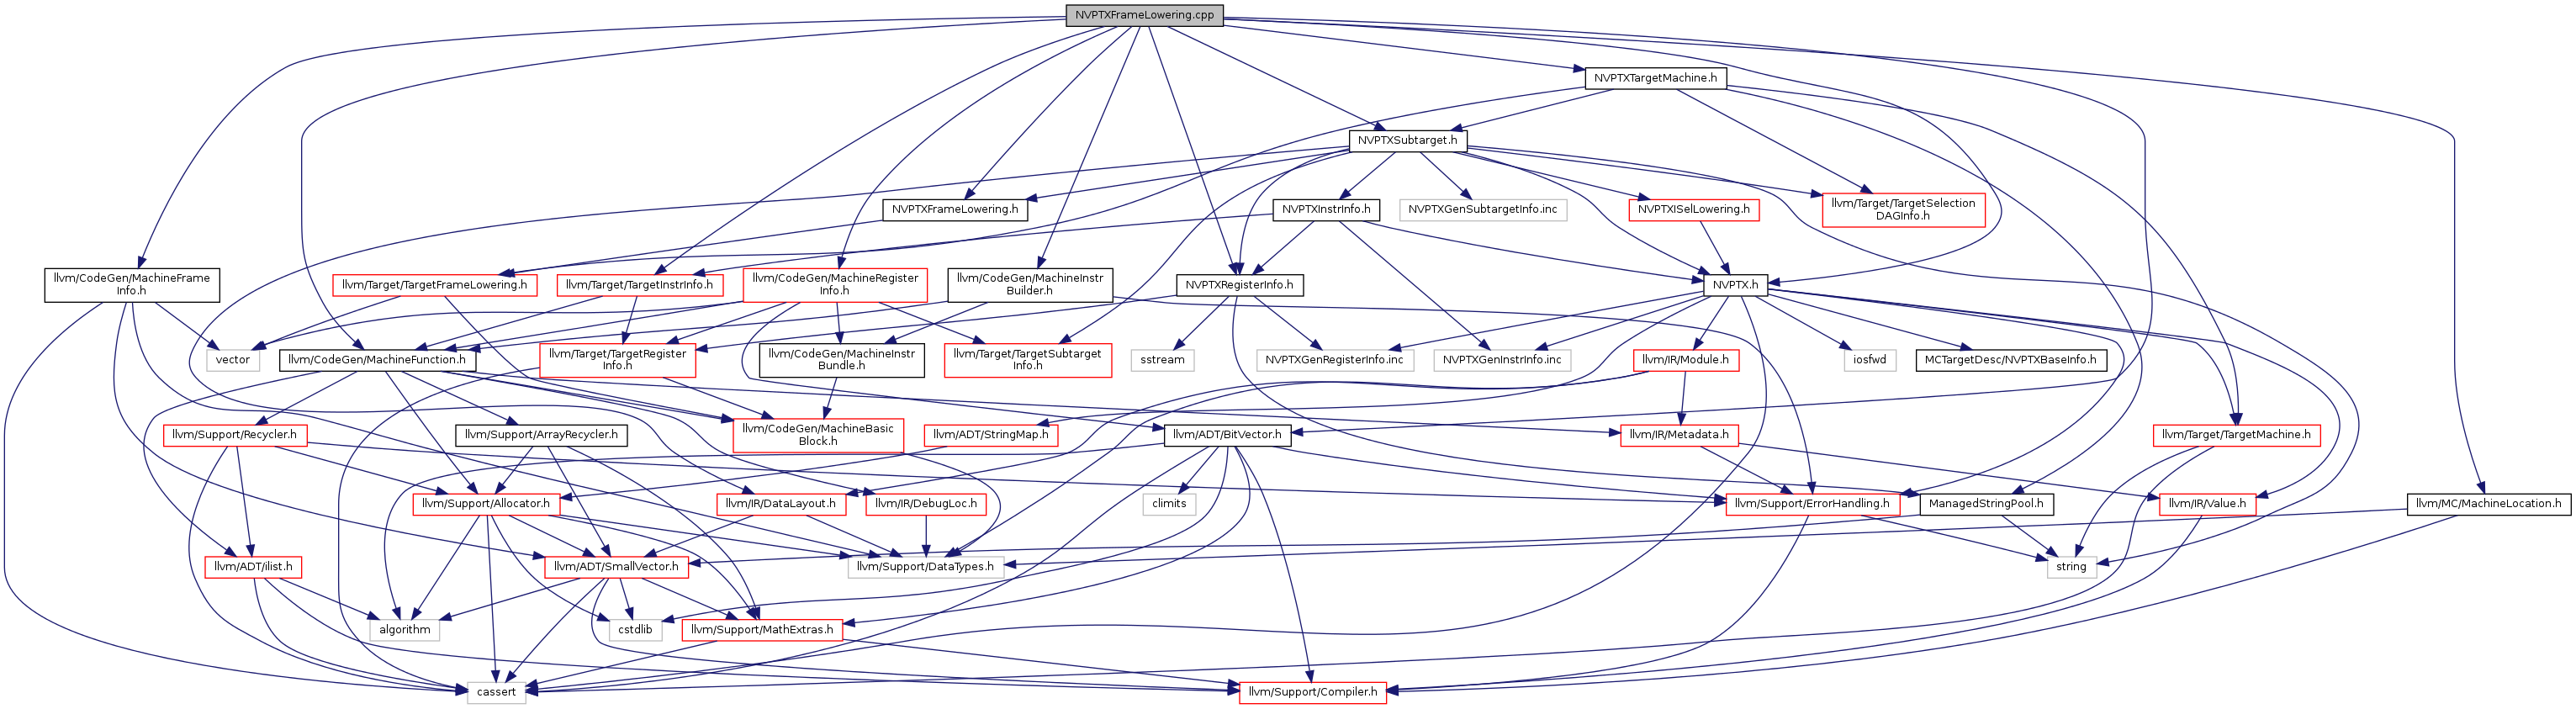 NVPTXFrameLowering.cpp
NVPTXTargetMachine.h
NVPTXSubtarget.h
NVPTXFrameLowering.h
NVPTXInstrInfo.h
NVPTXGenSubtargetInfo.inc
NVPTXISelLowering.h
llvm/Target/TargetSelection
DAGInfo.h
llvm/CodeGen/MachineFrame
Info.h
llvm/Target/TargetFrameLowering.h
llvm/Target/TargetInstrInfo.h
llvm/CodeGen/MachineRegister
Info.h
llvm/CodeGen/MachineInstr
Builder.h
NVPTXRegisterInfo.h
NVPTX.h
vector
llvm/CodeGen/MachineFunction.h
llvm/Target/TargetRegister
Info.h
llvm/CodeGen/MachineInstr
Bundle.h
llvm/Target/TargetSubtarget
Info.h
sstream
NVPTXGenRegisterInfo.inc
NVPTXGenInstrInfo.inc
llvm/IR/Module.h
iosfwd
MCTargetDesc/NVPTXBaseInfo.h
llvm/Support/Recycler.h
llvm/Support/ArrayRecycler.h
llvm/CodeGen/MachineBasic
Block.h
llvm/ADT/StringMap.h
llvm/ADT/BitVector.h
llvm/IR/Metadata.h
llvm/Target/TargetMachine.h
llvm/Support/Allocator.h
llvm/IR/DataLayout.h
llvm/IR/DebugLoc.h
climits
llvm/Support/ErrorHandling.h
ManagedStringPool.h
llvm/IR/Value.h
llvm/MC/MachineLocation.h
llvm/ADT/ilist.h
llvm/ADT/SmallVector.h
llvm/Support/DataTypes.h
string
algorithm
cstdlib
llvm/Support/MathExtras.h
cassert
llvm/Support/Compiler.h